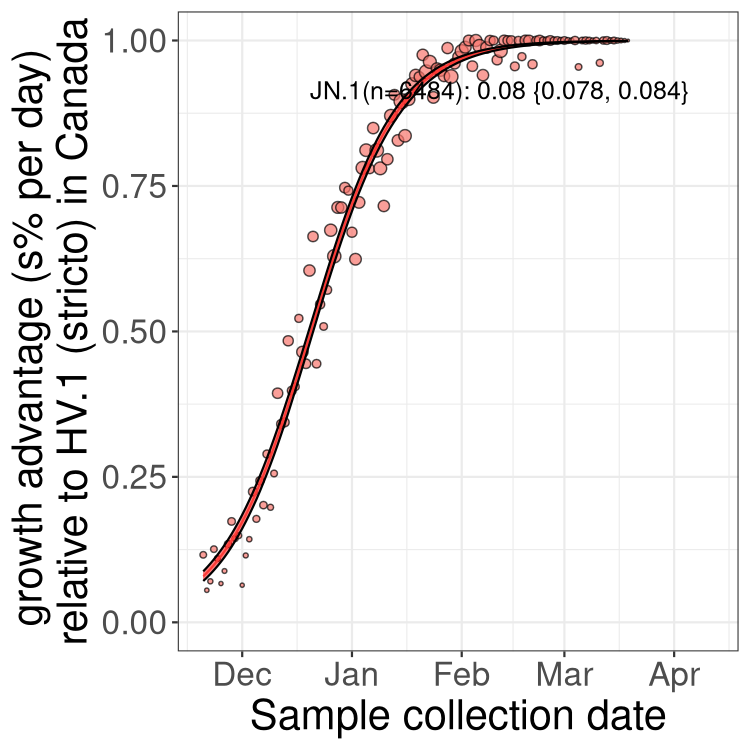 growth advantage (s% per day)
relative to HV.1 (stricto) in Canada
1.00
0.75
0.50
0.25
0.00
JN.1(n=6484): 0.08 {0.078, 0.084}
Dec Jan Feb Mar Apr
Sample collection date